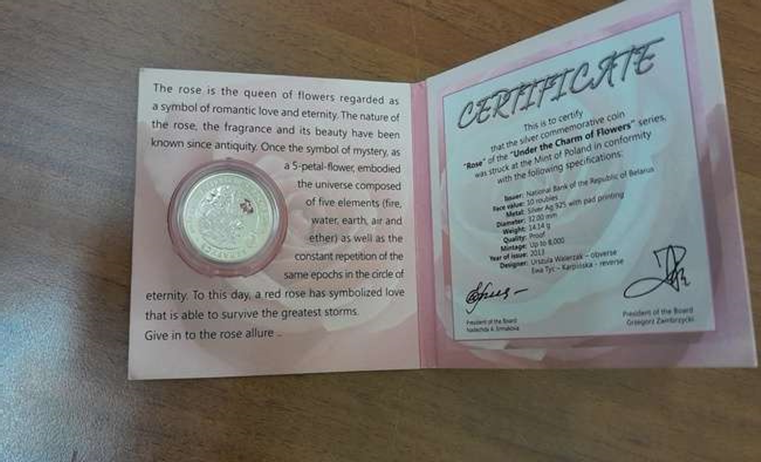 The rose is the queen of flowers regarded as
a symbol of romantic love and eternity. The nature of
the rose, the fragrance and its beauty have been
known since antiquity. Once the symbol of mystery, as
a 5-petal-flower, embodied
the universe composed
of five elements (fire,
water, earth, air and
ether) as well as the
constant repetition of the
same epochs in the circle of
eternity. To this day, a red rose has symbolized love
that is able to survive the greatest storms.
Give in to the rose allure ..
CERTIFICATE
This is to certify
that the silver commemorative coin
"Rose" of the "Under the Charm of Flowers" series,
was struck at the Mint of Poland in conformity
with the following specifications:
Issuer: National Bank of the Republic of Belarus
Face value: 10 roubles
Metal: Silver Ag 925 with pad printing
Diameter: 32.00 mm
Weight: 14.14 g
Quality: Proof
Mintage: Up to 8,000
Year of issue: 2013
Designer: Urszula Walerzak – obverse
Ewa Tyc – Karpińska – reverse
President of the Board
Nadezhda A. Ermakova
President of the Board
Grzegorz Zambrzycki